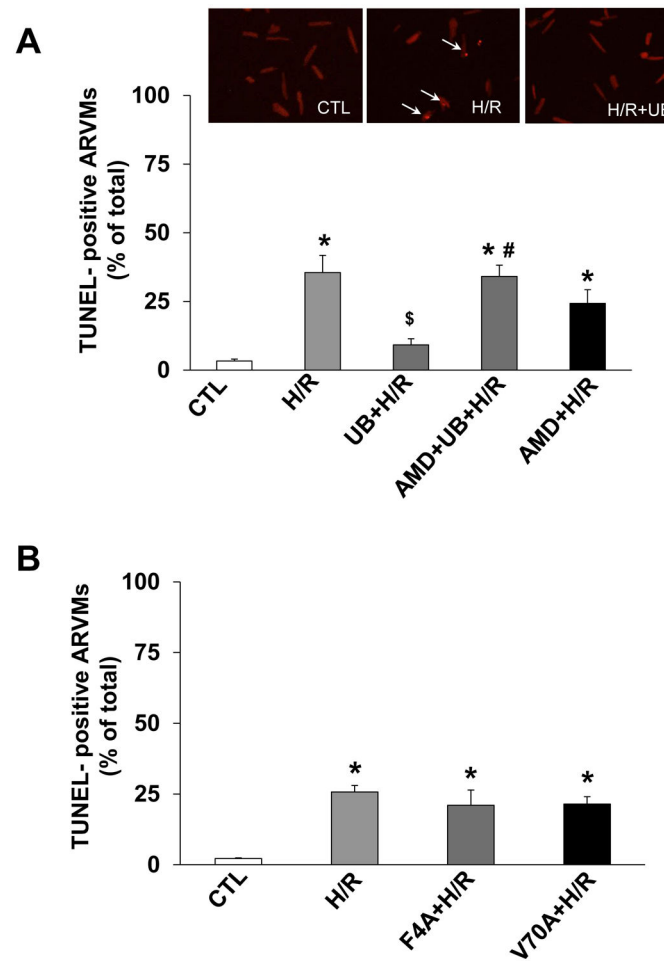 A
CTL
H/R
H/R+UB
TUNEL- positive ARVMs
(% of total)
100
75
50
25
0
*
$
* #
*
CTL
H/R
UB+H/R
AMD+UB+H/R
AMD+H/R
B
TUNEL- positive ARVMs
(% of total)
100
75
50
25
0
*
*
*
CTL
H/R
F4A+H/R
V70A+H/R